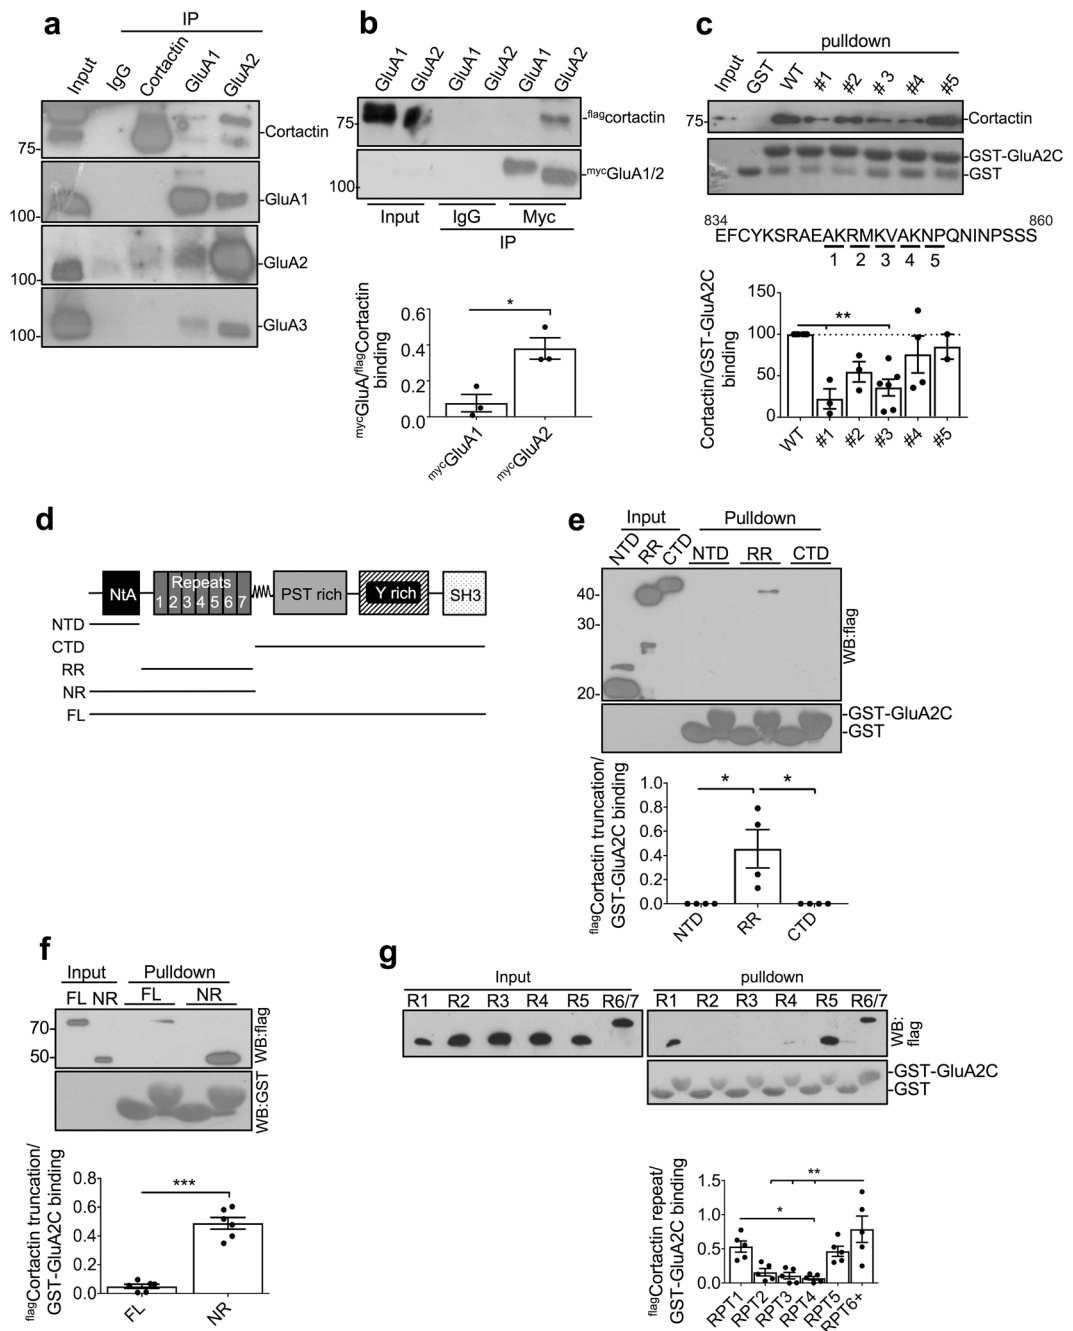 a
IP
Input
IgG
Cortactin
GluA1
GluA2
75-
-Cortactin
100-
-GluA1
100-
-GluA2
100-
-GluA3
b
GluA1
GluA2
GluA1
GluA2
GluA1
GluA2
75-
-flagcortactin
100-
-mycGluA1/2
Input
IgG
Myc
IP
mycGluA/flagCortactin
binding
0.6
0.4
0.2
0.0
*
mycGluA1
mycGluA2
c
pulldown
Input
GST
WT
#1
#2
# 3
#4
#5
75-
-Cortactin
-GST-GluA2C
-GST
834
860
EFCYKSRAEAKRMKVAKNPQNINPSSS
1 2 3 4 5
Cortactin/GST-GluA2C
binding
150
100
50
0
**
WT
#1
#2
#3
#4
#5
d
NtA
Repeats
1 2 3 4 5 6 7
PST rich
Y rich
SH3
NTD
CTD
RR
NR
FL
e
Input
Pulldown
NTD
RR
CTD
NTD
RR
CTD
40-
30-
20-
WB:flag
-GST-GluA2C
-GST
flagCortactin truncation/
GST-GluA2C binding
1.0
0.8
0.6
0.4
0.2
0.0
*
*
NTD
RR
CTD
f
Input
Pulldown
FL NR
FL
NR
70-
50-
WB:flag
WB:GST
flagCortactin truncation/
GST-GluA2C binding
0.8
0.6
0.4
0.2
0.0
***
FL
NR
g
Input
pulldown
R1 R2 R3 R4 R5 R6/7
R1 R2 R3 R4 R5 R6/7
WB:
flag
-GST-GluA2C
-GST
flagCortactin repeat/
GST-GluA2C binding
1.5
1.0
0.5
0.0
**
*
RPT1
RPT2
RPT3
RPT4
RPT5
RPT6+